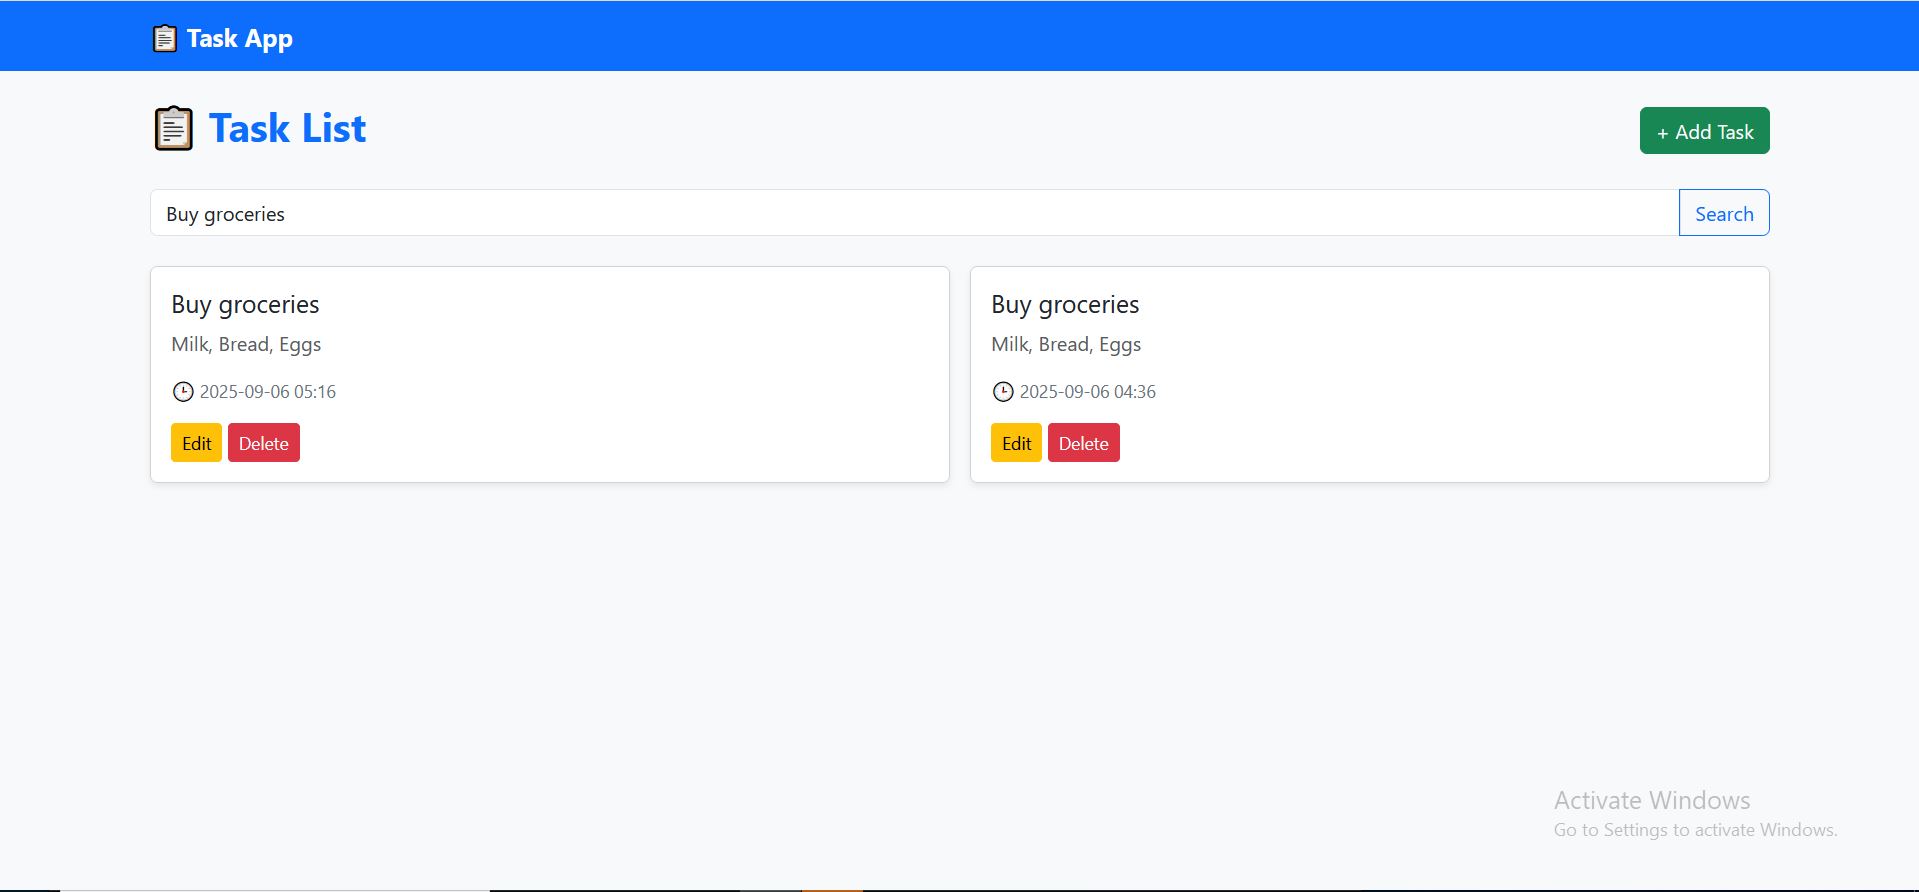 Task App
Task List
+ Add Task
Buy groceries
Search
Buy groceries
Milk, Bread, Eggs
2025-09-06 05:16
Edit
Delete
Buy groceries
Milk, Bread, Eggs
2025-09-06 04:36
Edit
Delete
Activate Windows
Go to Settings to activate Windows.